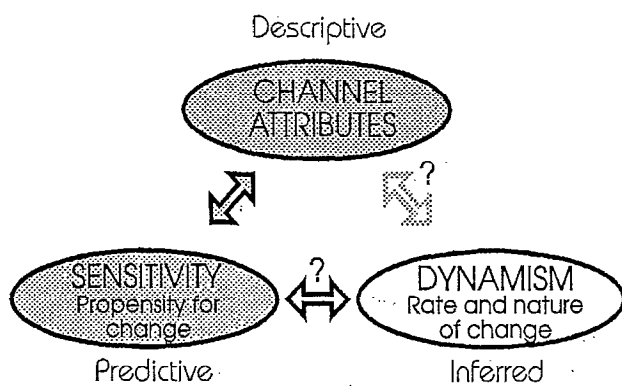 Descriptive
CHANNEL
ATTRIBUTES
?
SENSITIVITY
Propensity for
change
?
DYNAMISM
Rate and nature
of change
Predictive
Inferred